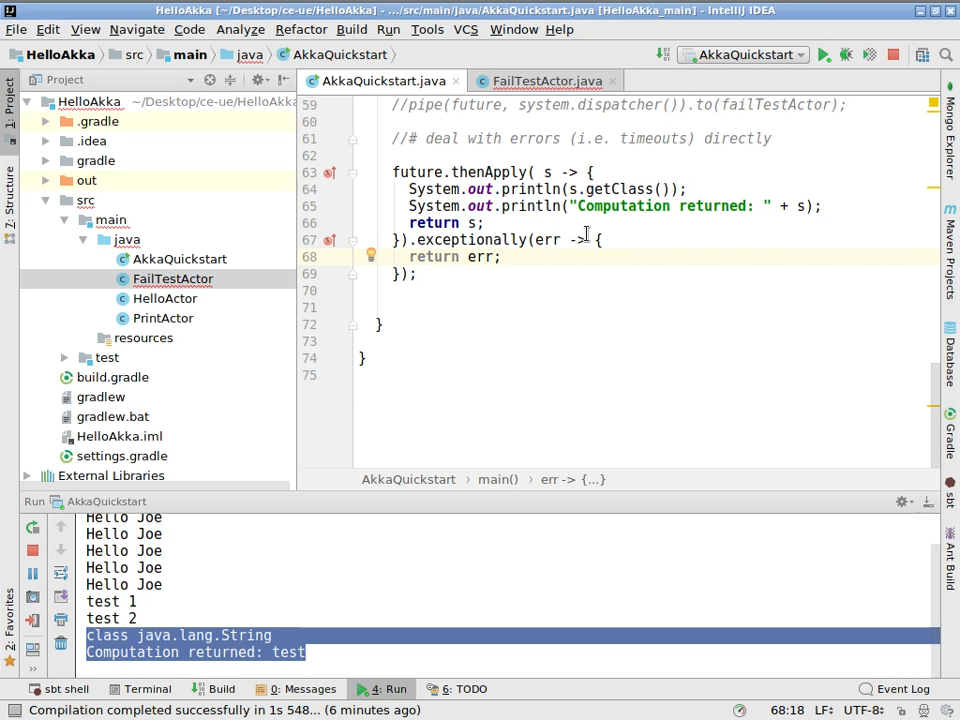 HelloAkka [~/Desktop/ce-ue/HelloAkka] - .../src/main/java/AkkaQuickstart.java [HelloAkka_main] - IntelliJ IDEA
File Edit View Navigate Code Analyze Refactor Build Run Tools VCS Window Help
HelloAkka src main java AkkaQuickstart AkkaQuickstart
1: Project
7: Structure
2: Favorites
Project
HelloAkka ~/Desktop/ce-ue/HelloAkka
.gradle
.idea
gradle
out
src
main
java
AkkaQuickstart
FailTestActor
HelloActor
PrintActor
resources
test
build.gradle
gradlew
gradlew.bat
HelloAkka.iml
settings.gradle
External Libraries
AkkaQuickstart.java FailTestActor.java
59 //pipe(future, system.dispatcher()).to(failTestActor);
60
61 //# deal with errors (i.e. timeouts) directly
62
63 future.thenApply( s -> {
64 System.out.println(s.getClass());
65 System.out.println("Computation returned: " + s);
66 return s;
67 }).exceptionally(err -> {
68 return err;
69 });
70
71
72 }
73
74 }
75
AkkaQuickstart › main() › err -> {...}
Mongo Explorer
Maven Projects
Database
Gradle
sbt
Ant Build
Run AkkaQuickstart
Hello Joe
Hello Joe
Hello Joe
Hello Joe
Hello Joe
test 1
test 2
class java.lang.String
Computation returned: test
sbt shell Terminal Build 0: Messages 4: Run 6: TODO Event Log
Compilation completed successfully in 1s 548... (6 minutes ago) 68:18 LF÷ UTF-8÷